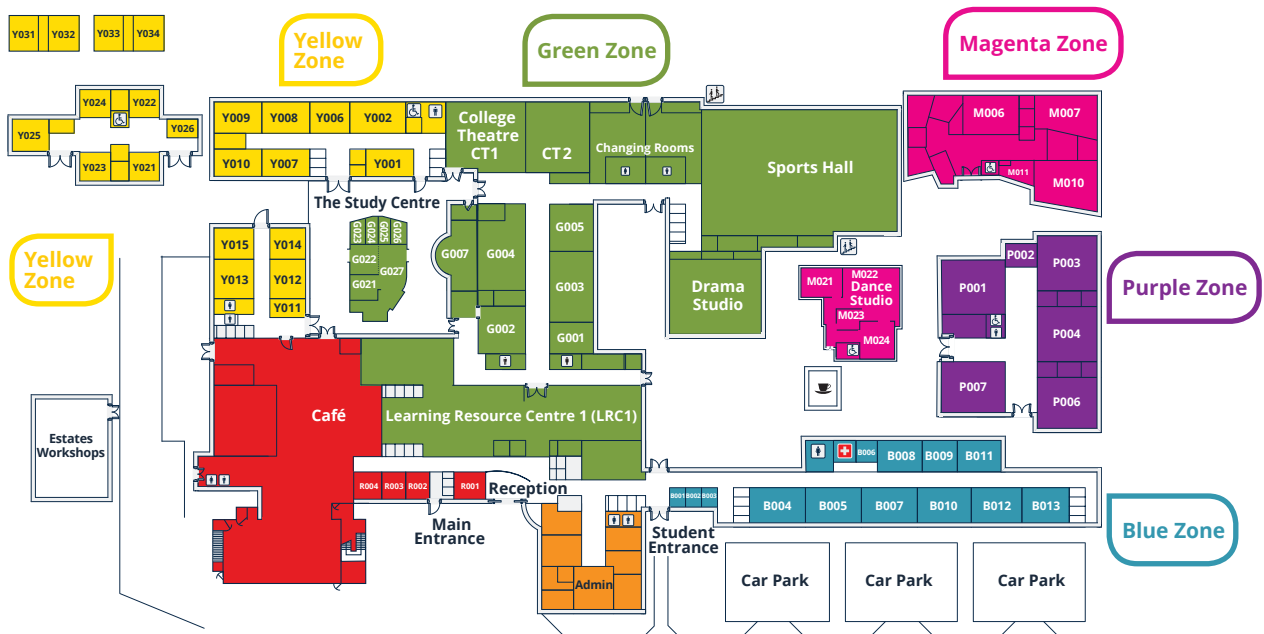 Y031
Y032
Y033
Y034
Yellow
Zone
Green Zone
Magenta Zone
Y024
Y022
Y025
Y026
Y023
Y021
Y009
Y008
Y006
Y002
Y010
Y007
Y001
College
Theatre
CT1
CT2
Changing Rooms
Sports Hall
M006
M007
M011
M010
The Study Centre
G023
G024
G025
G026
G022
G027
G021
G007
G004
G002
G005
G003
G001
Yellow
Zone
Y015
Y014
Y013
Y012
Y011
Drama
Studio
M021
M022
Dance
Studio
M023
M024
P002
P003
P001
P004
P007
P006
Purple Zone
Café
Learning Resource Centre 1 (LRC1)
Estates
Workshops
R004
R003
R002
R001
Reception
Main
Entrance
Student
Entrance
Admin
B006
B008
B009
B011
B001
B002
B003
B004
B005
B007
B010
B012
B013
Blue Zone
Car Park
Car Park
Car Park